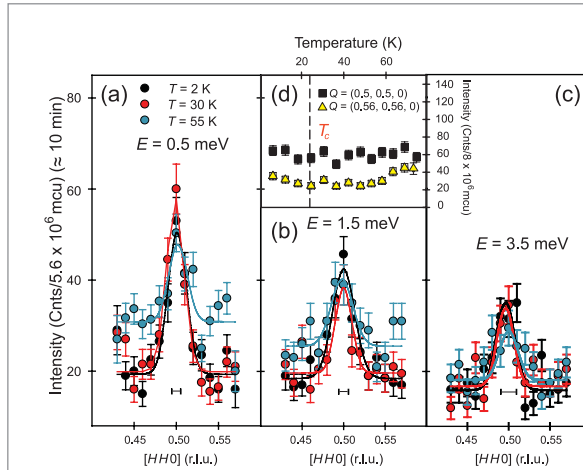 Temperature (K)
20 40 60
(a)
T = 2 K
T = 30 K
T = 55 K
E = 0.5 meV
(d)
Q = (0.5, 0.5, 0)
Q = (0.56, 0.56, 0)
Tc
140
120
100
80
60
40
20
0
Intensity (Cnts/8 x 10⁶ mcu)
(c)
(b)
E = 1.5 meV
E = 3.5 meV
Intensity (Cnts/5.6 x 10⁶ mcu) (≈ 10 min)
80
60
40
20
0.45 0.50 0.55
0.45 0.50 0.55
0.45 0.50 0.55
[HH0] (r.l.u.)
[HH0] (r.l.u.)
[HH0] (r.l.u.)